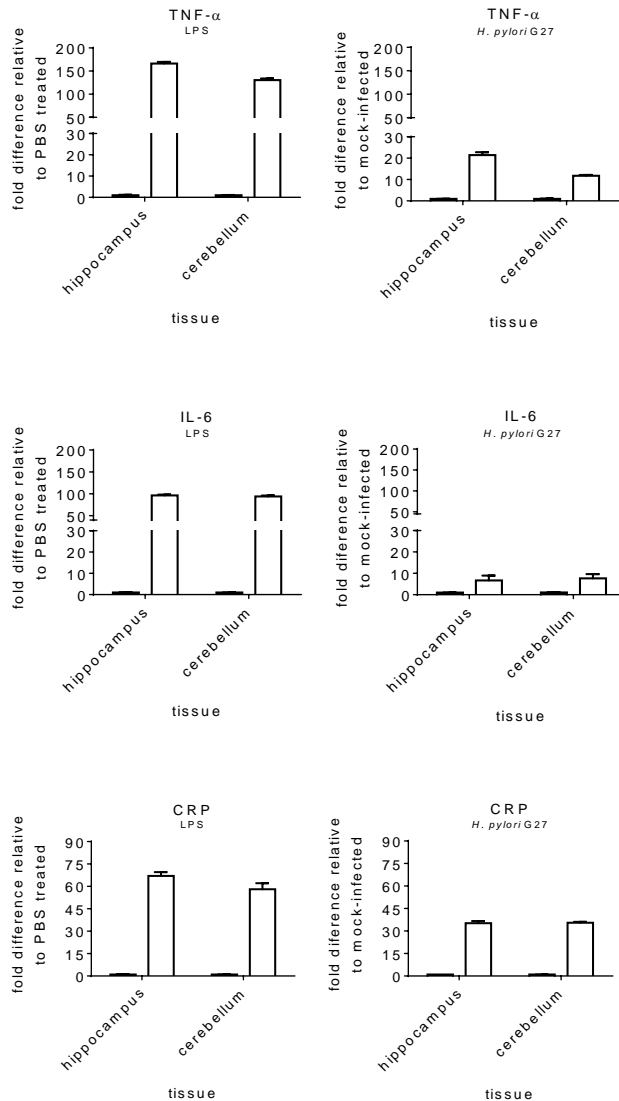 TNF-α
LPS
fold difference relative
to PBS treated
200
150
100
50
30
20
10
0
hippocampus
cerebellum
tissue
TNF-α
H. pylori G27
fold difference relative
to mock-infected
200
150
100
50
30
20
10
0
hippocampus
cerebellum
tissue
IL-6
LPS
fold diference relative
to PBS treated
200
150
100
50
30
20
10
0
hippocampus
cerebellum
tissue
IL-6
H. pylori G27
fold diference relative
to mock-infected
200
150
100
50
30
20
10
0
hippocampus
cerebellum
tissue
CRP
LPS
fold difference relative
to PBS treated
90
75
60
45
30
15
0
hippocampus
cerebellum
tissue
CRP
H. pylori G27
fold difference relative
to mock-infected
90
75
60
45
30
15
0
hippocampus
cerebellum
tissue